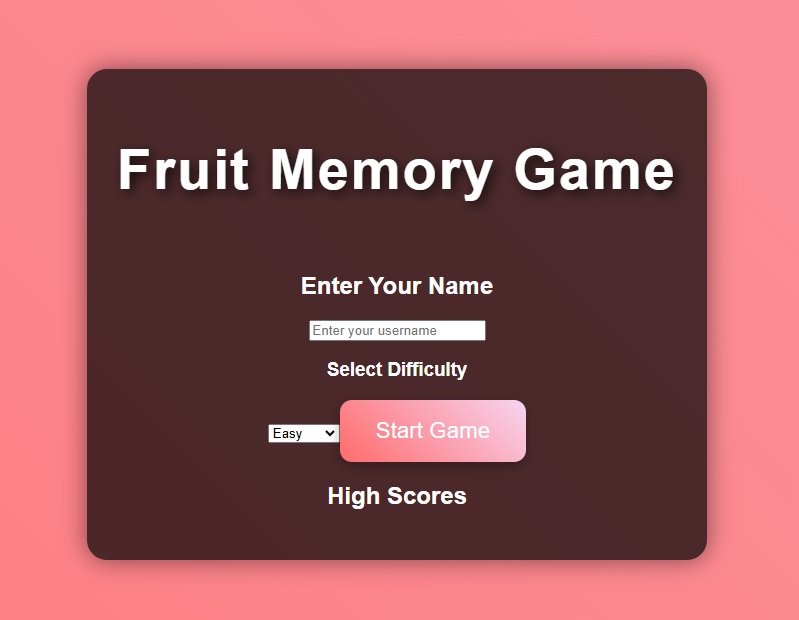 Fruit Memory Game
Enter Your Name
Enter your username
Select Difficulty
Easy
Start Game
High Scores